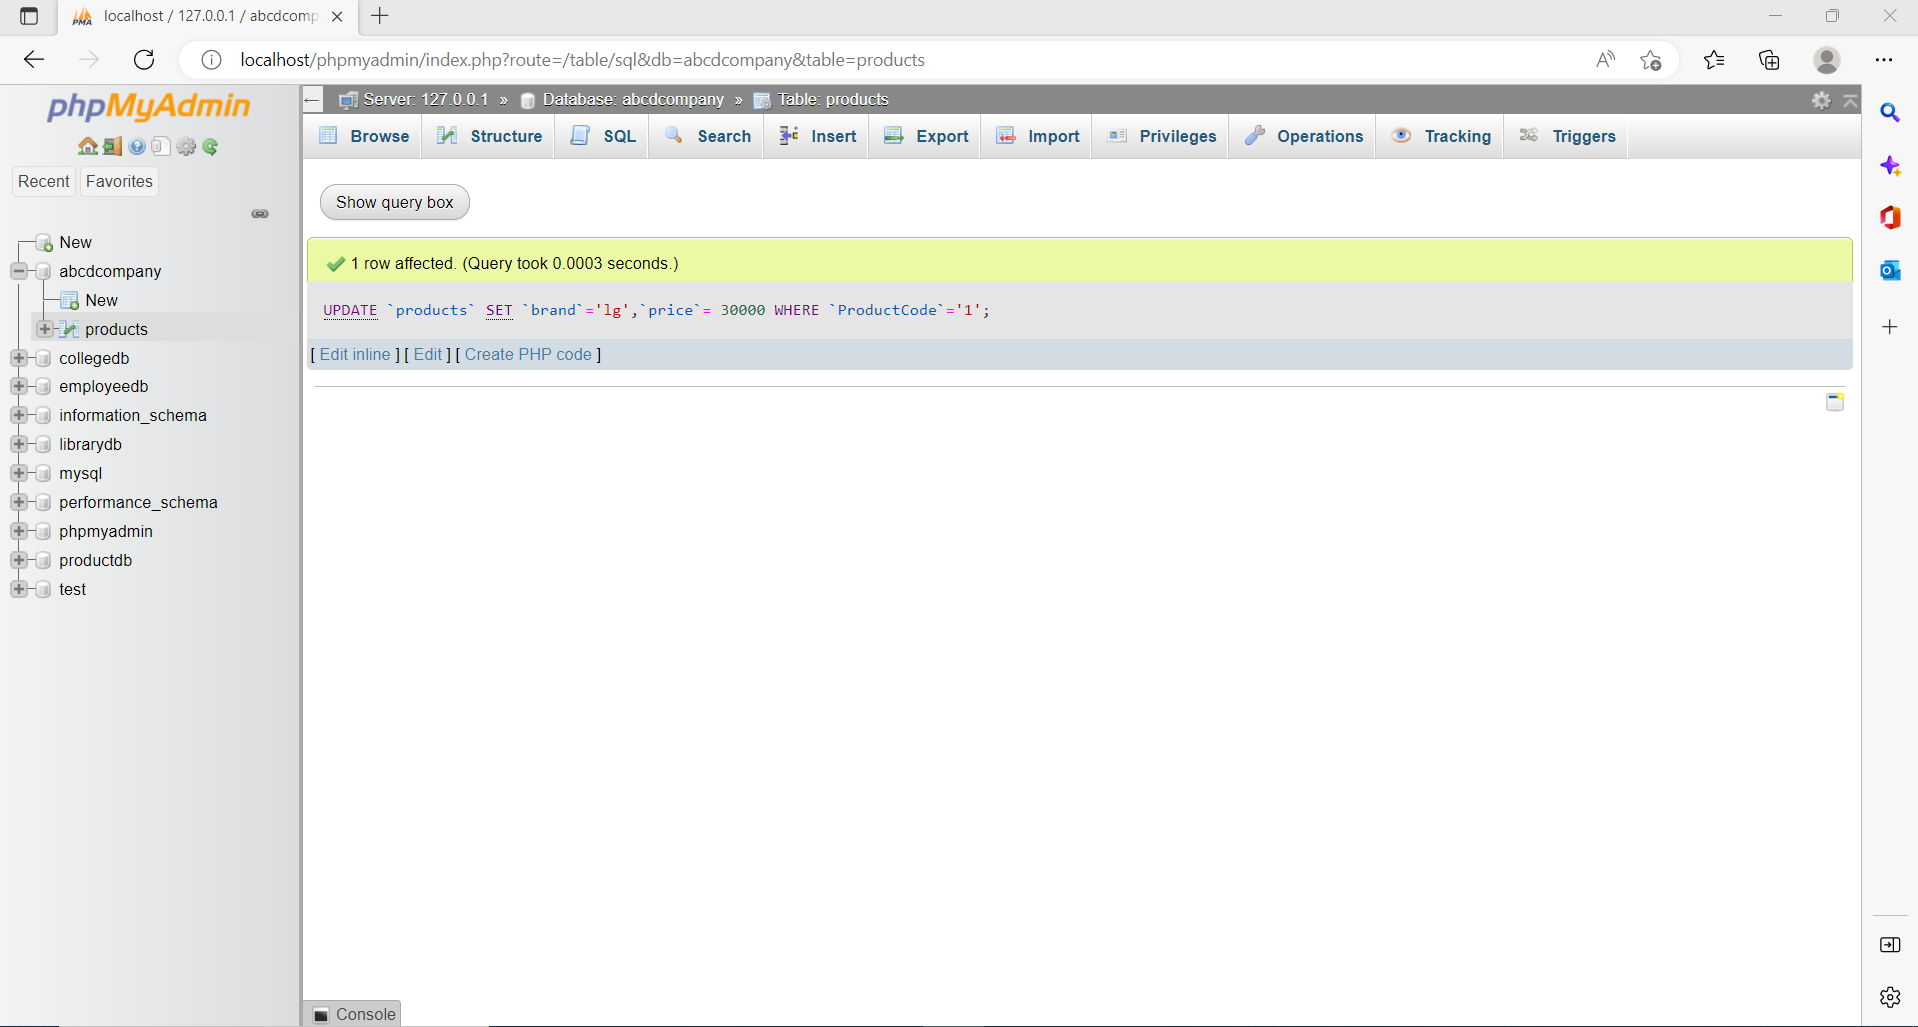 localhost / 127.0.0.1 / abcdcomp
localhost/phpmyadmin/index.php?route=/table/sql&db=abcdcompany&table=products
phpMyAdmin
Recent Favorites
New
abcdcompany
New
products
collegedb
employeedb
information_schema
librarydb
mysql
performance_schema
phpmyadmin
productdb
test
Server: 127.0.0.1 » Database: abcdcompany » Table: products
Browse Structure SQL Search Insert Export Import Privileges Operations Tracking Triggers
Show query box
1 row affected. (Query took 0.0003 seconds.)
UPDATE `products` SET `brand`='lg',`price`= 30000 WHERE `ProductCode`='1';
[ Edit inline ] [ Edit ] [ Create PHP code ]
Console